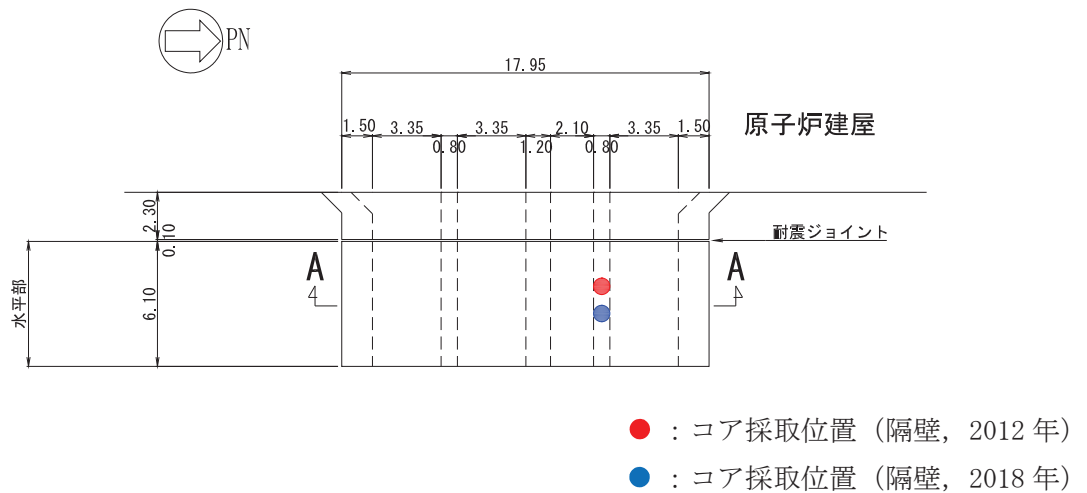 PN
17.95
1.50 3.35 0.80 3.35 1.20 2.10 0.80 3.35 1.50
原子炉建屋
2.30
0.10
耐震ジョイント
A A
水平部
6.10
：コア採取位置（隔壁，2012 年）
：コア採取位置（隔壁，2018 年）